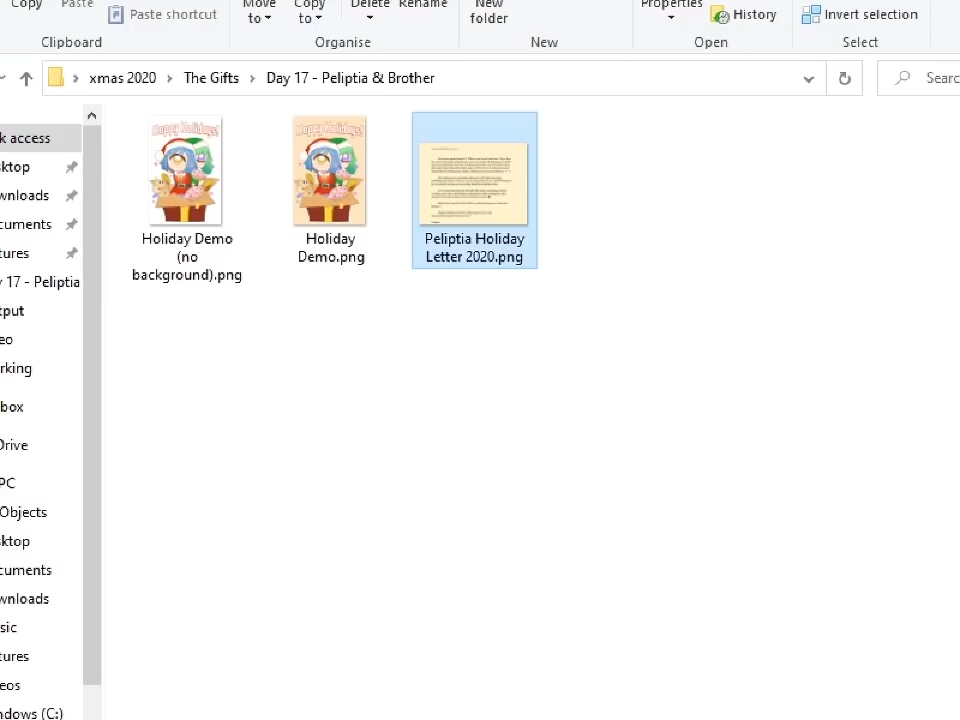 Copy
Paste
Paste shortcut
Move to
Copy to
Delete
Rename
New folder
Properties
History
Invert selection
Clipboard
Organise
New
Open
Select
xmas 2020 > The Gifts > Day 17 - Peliptia & Brother
Searc
k access
ktop
wnloads
cuments
tures
y 17 - Peliptia
tput
eo
rking
box
Drive
PC
Objects
sktop
cuments
wnloads
sic
tures
eos
ndows (C:)
Happy Holidays!
Holiday Demo
(no
background).png
Happy Holidays!
Holiday
Demo.png
Peliptia Holiday
Letter 2020.png